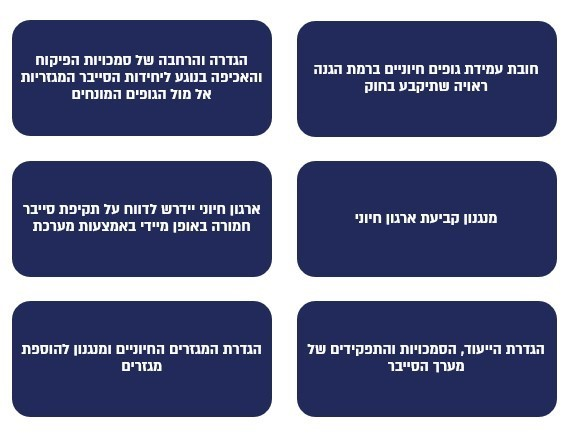 חובת עמידת גופים חיוניים ברמת הגנה
ראויה שתיקבע בחוק
הגדרה והרחבה של סמכויות הפיקוח
והאכיפה בנוגע ליחידות הסייבר המגזריות
אל מול הגופים המונחים
מנגנון קביעת ארגון חיוני
ארגון חיוני יידרש לדווח על תקיפת סייבר
חמורה באופן מיידי באמצעות מערכת
הגדרת הייעוד, הסמכויות והתפקידים של
מערך הסייבר
הגדרת המגזרים החיוניים ומנגנון להוספת
מגזרים